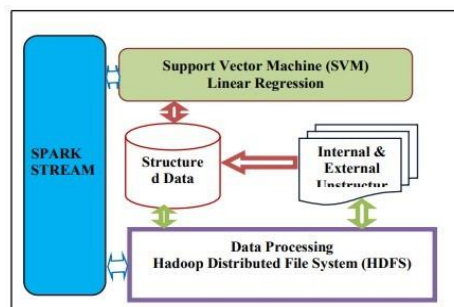 Support Vector Machine (SVM)
Linear Regression
SPARK
STREAM
Structure
d Data
Internal &
External
Unstructur
Data Processing
Hadoop Distributed File System (HDFS)